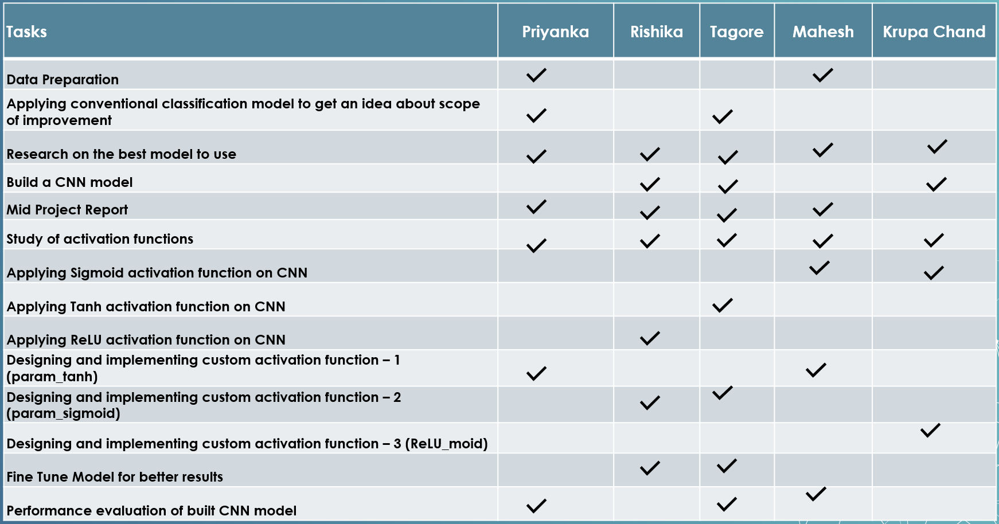 Tasks Priyanka Rishika Tagore Mahesh Krupa Chand
Data Preparation
Applying conventional classification model to get an idea about scope
of improvement
Research on the best model to use
Build a CNN model
Mid Project Report
Study of activation functions
Applying Sigmoid activation function on CNN
Applying Tanh activation function on CNN
Applying ReLU activation function on CNN
Designing and implementing custom activation function – 1
(param_tanh)
Designing and implementing custom activation function – 2
(param_sigmoid)
Designing and implementing custom activation function – 3 (ReLU_moid)
Fine Tune Model for better results
Performance evaluation of built CNN model